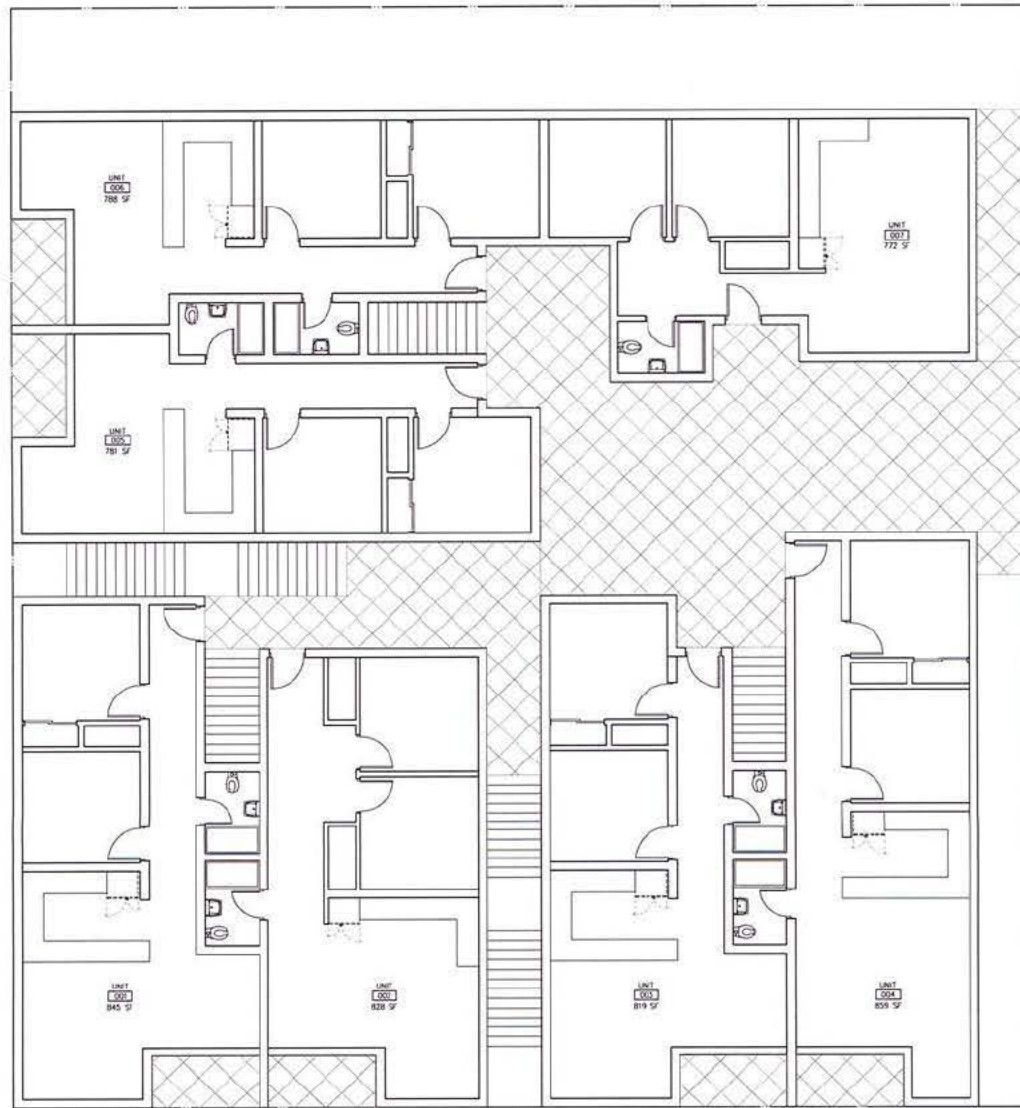 UNIT
006
788 SF
UNIT
007
772 SF
UNIT
005
781 SF
UNIT
001
845 SF
UNIT
002
828 SF
UNIT
003
819 SF
UNIT
004
859 SF